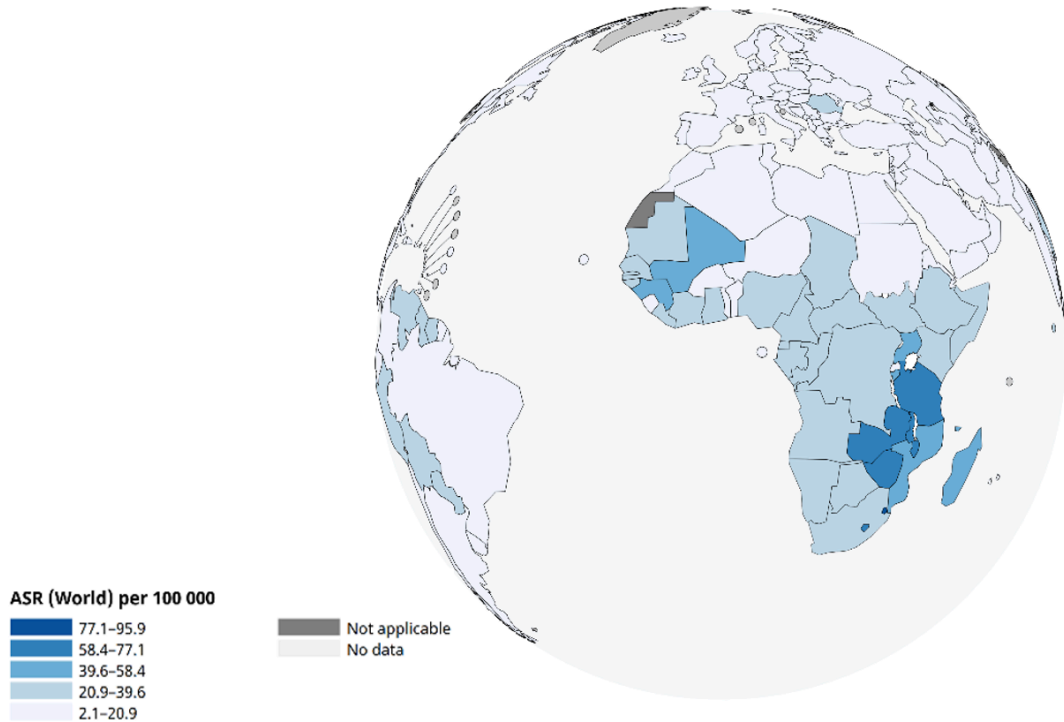 ASR (World) per 100 000
77.1–95.9
58.4–77.1
39.6–58.4
20.9–39.6
2.1–20.9
Not applicable
No data